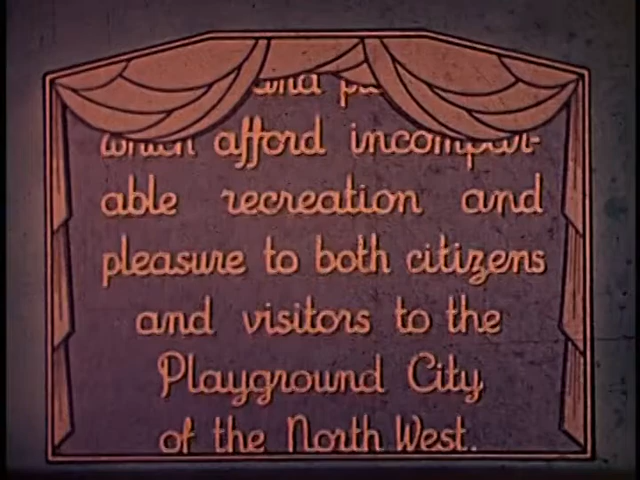 and
which afford incompar-
able recreation and
pleasure to both citizens
and visitors to the
Playground City
of the North West.